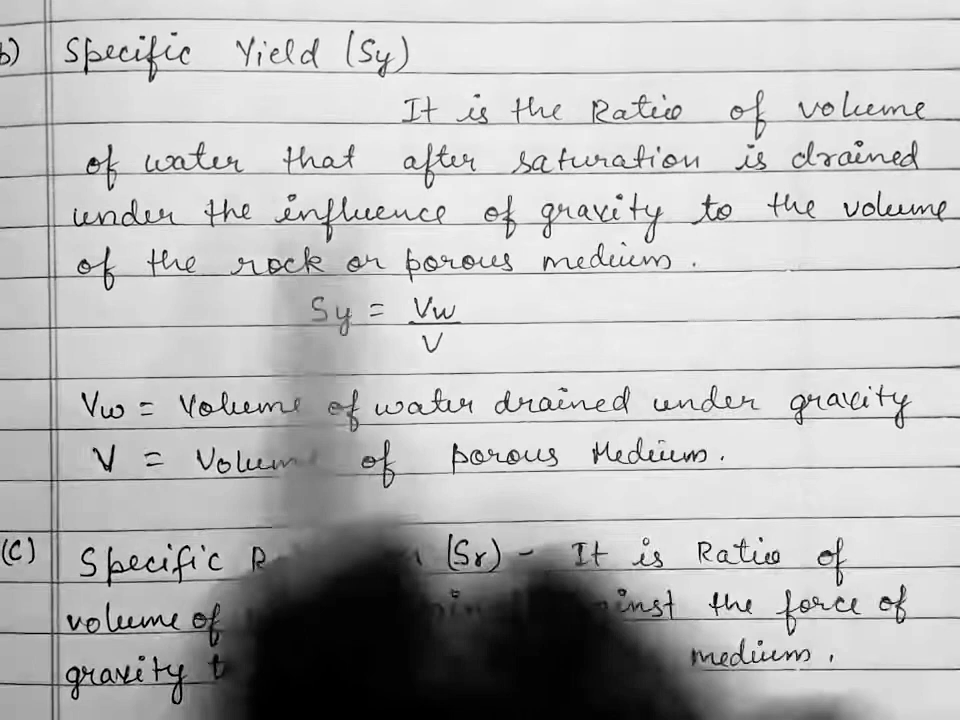 b) Specific Yield (Sy)
It is the Ratio of volume
of water that after saturation is drained
under the influence of gravity to the volume
of the rock or porous medium.
Sy = Vw
V
Vw = Volume of water drained under gravity
V = Volum of porous Medium.
(C) Specific (Sr) - It is Ratio of
volume of the force of
gravity medium.